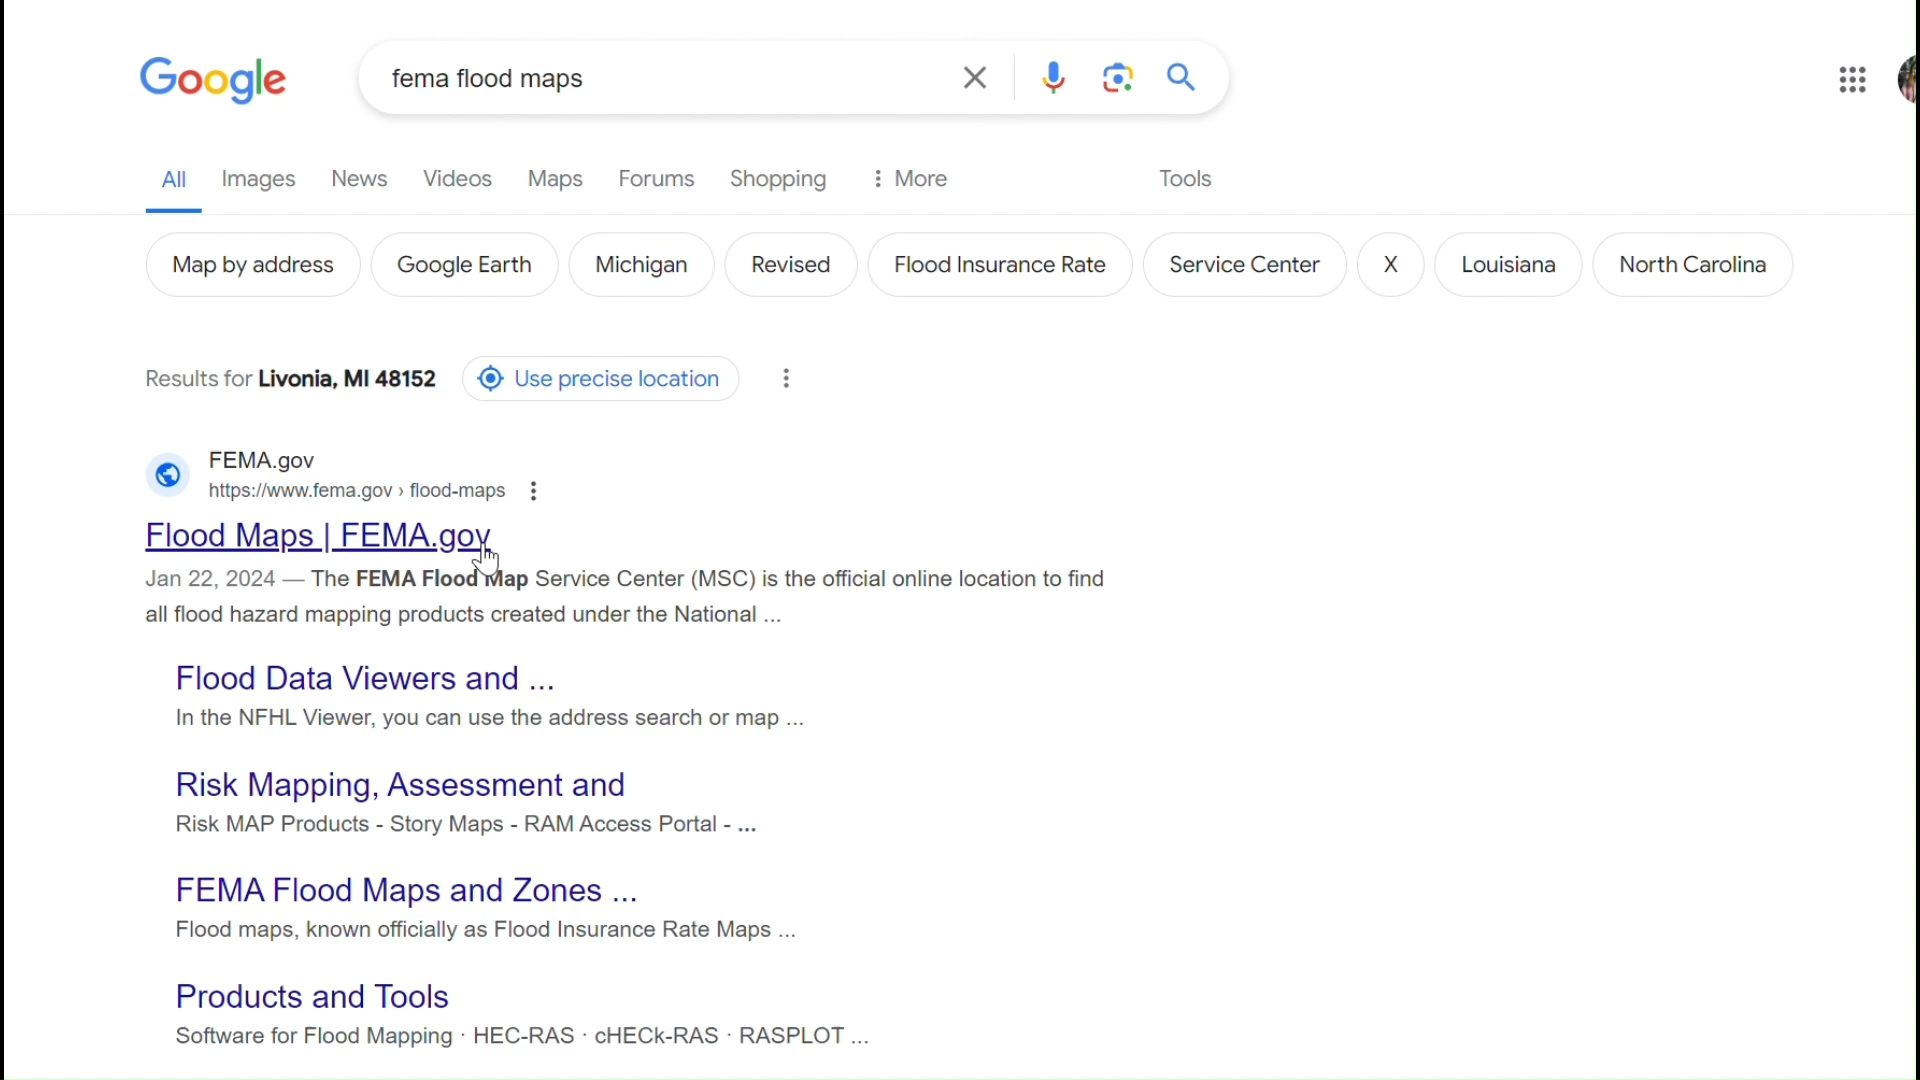 Google
fema flood maps
All Images News Videos Maps Forums Shopping More Tools
Map by address Google Earth Michigan Revised Flood Insurance Rate Service Center X Louisiana North Carolina
Results for Livonia, MI 48152 Use precise location
FEMA.gov
https://www.fema.gov › flood-maps
Flood Maps | FEMA.gov
Jan 22, 2024 — The FEMA Flood Map Service Center (MSC) is the official online location to find
all flood hazard mapping products created under the National ...
Flood Data Viewers and ...
In the NFHL Viewer, you can use the address search or map ...
Risk Mapping, Assessment and
Risk MAP Products - Story Maps - RAM Access Portal - ...
FEMA Flood Maps and Zones ...
Flood maps, known officially as Flood Insurance Rate Maps ...
Products and Tools
Software for Flood Mapping · HEC-RAS · cHECk-RAS · RASPLOT ...